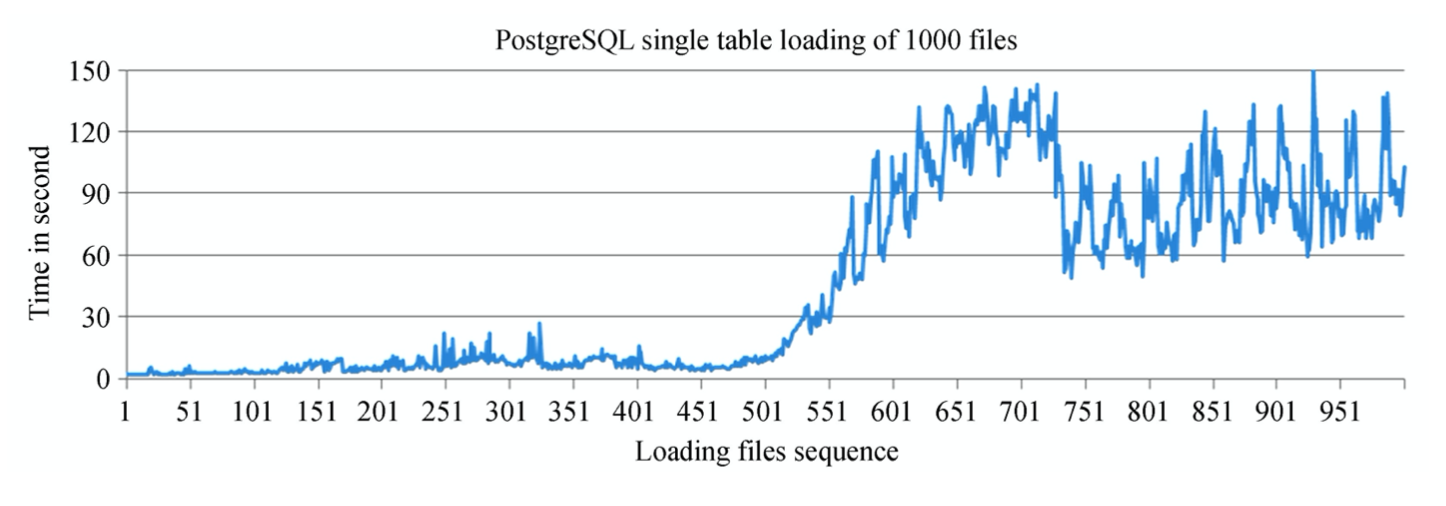 PostgreSQL single table loading of 1000 files
150
120
90
60
30
0
Time in second
1 51 101 151 201 251 301 351 401 451 501 551 601 651 701 751 801 851 901 951
Loading files sequence